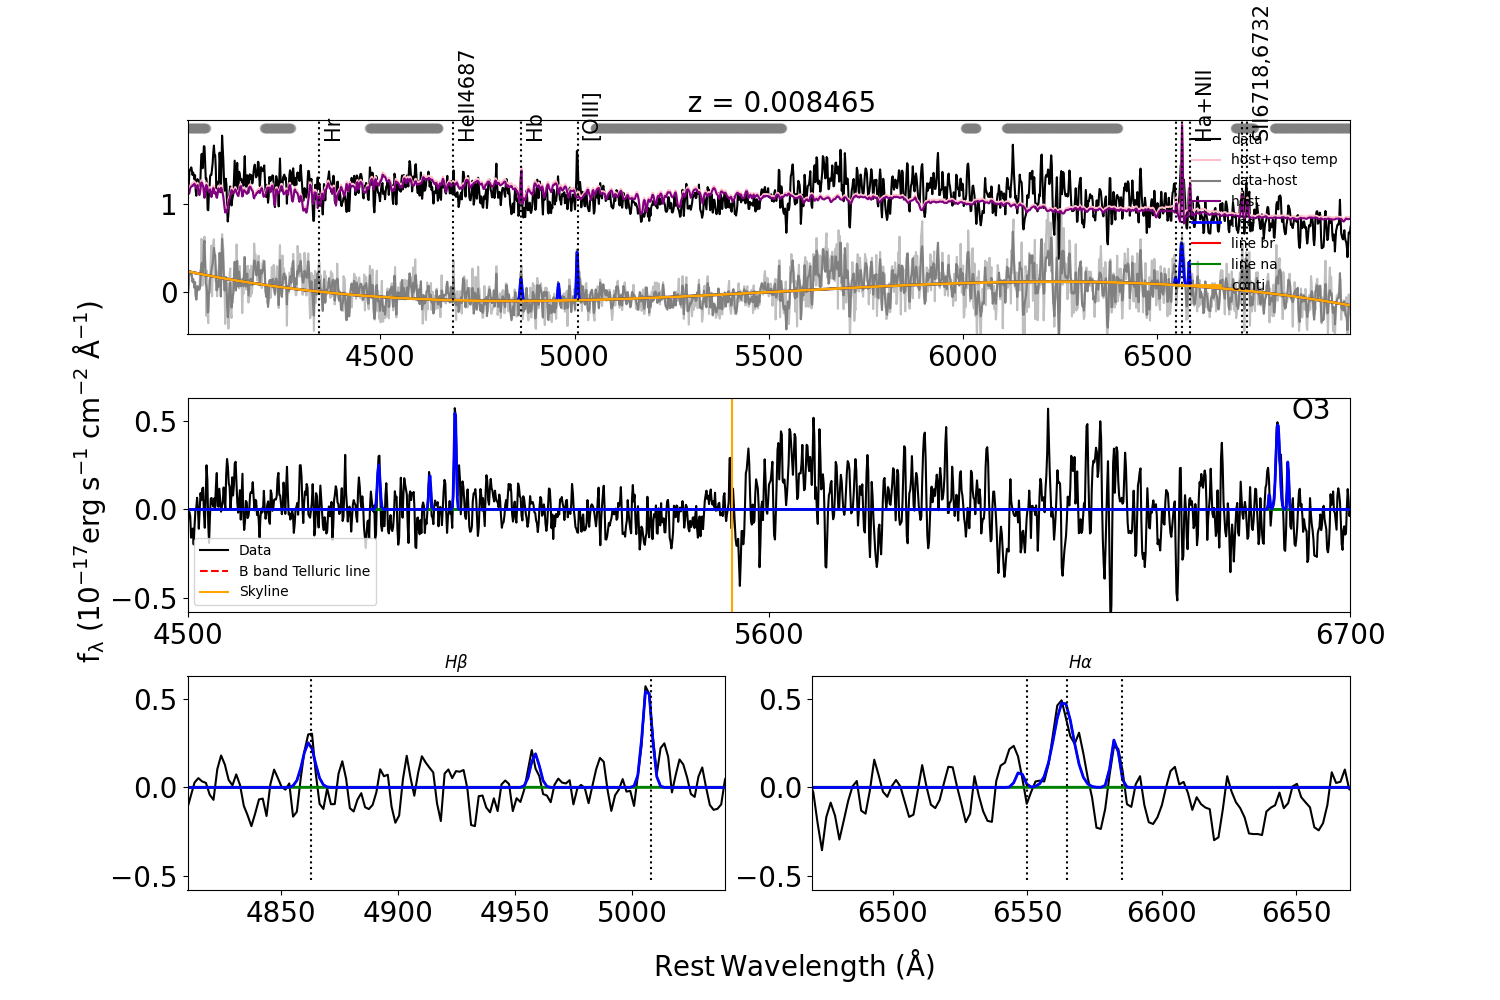 z = 0.008465
Hr
HeII4687
Hb
[OIII]
Ha+NII
SII6718,6732
data
host+qso temp
data-host
host
line br
line na
conti
1
0
4500 5000 5500 6000 6500
O3
0.5
0.0
−0.5
Data
B band Telluric line
Skyline
4500 5600 6700
fλ (10⁻¹⁷erg s⁻¹ cm⁻² Å⁻¹)
Hβ
0.5
0.0
−0.5
4850 4900 4950 5000
Hα
0.5
0.0
−0.5
6500 6550 6600 6650
Rest Wavelength (Å)